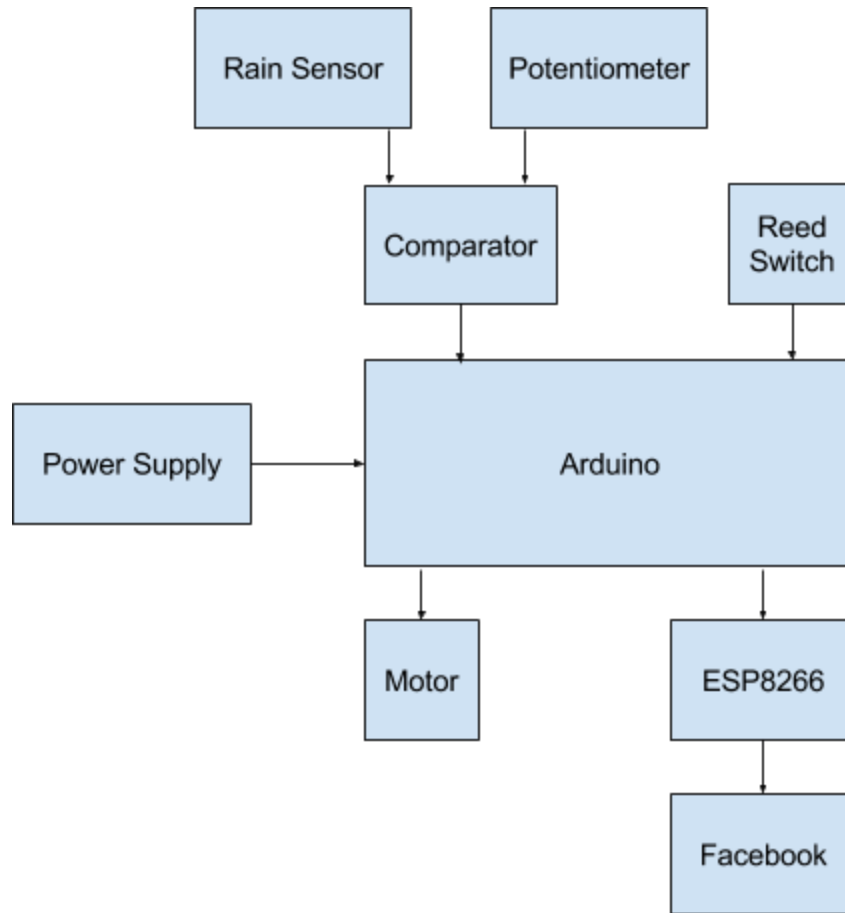 Rain Sensor
Potentiometer
Comparator
Reed
Switch
Power Supply
Arduino
Motor
ESP8266
Facebook